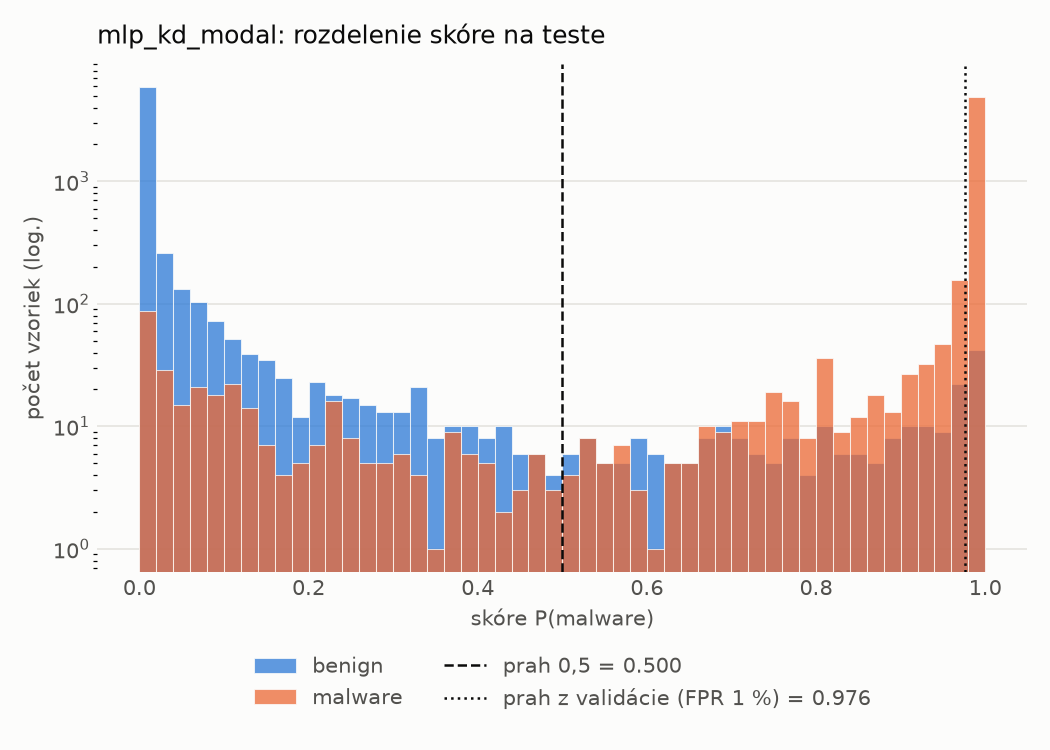 mlp_kd_modal: rozdelenie skóre na teste
počet vzoriek (log.)
10³
10²
10¹
10⁰
0.0 0.2 0.4 0.6 0.8 1.0
skóre P(malware)
benign
malware
prah 0,5 = 0.500
prah z validácie (FPR 1 %) = 0.976